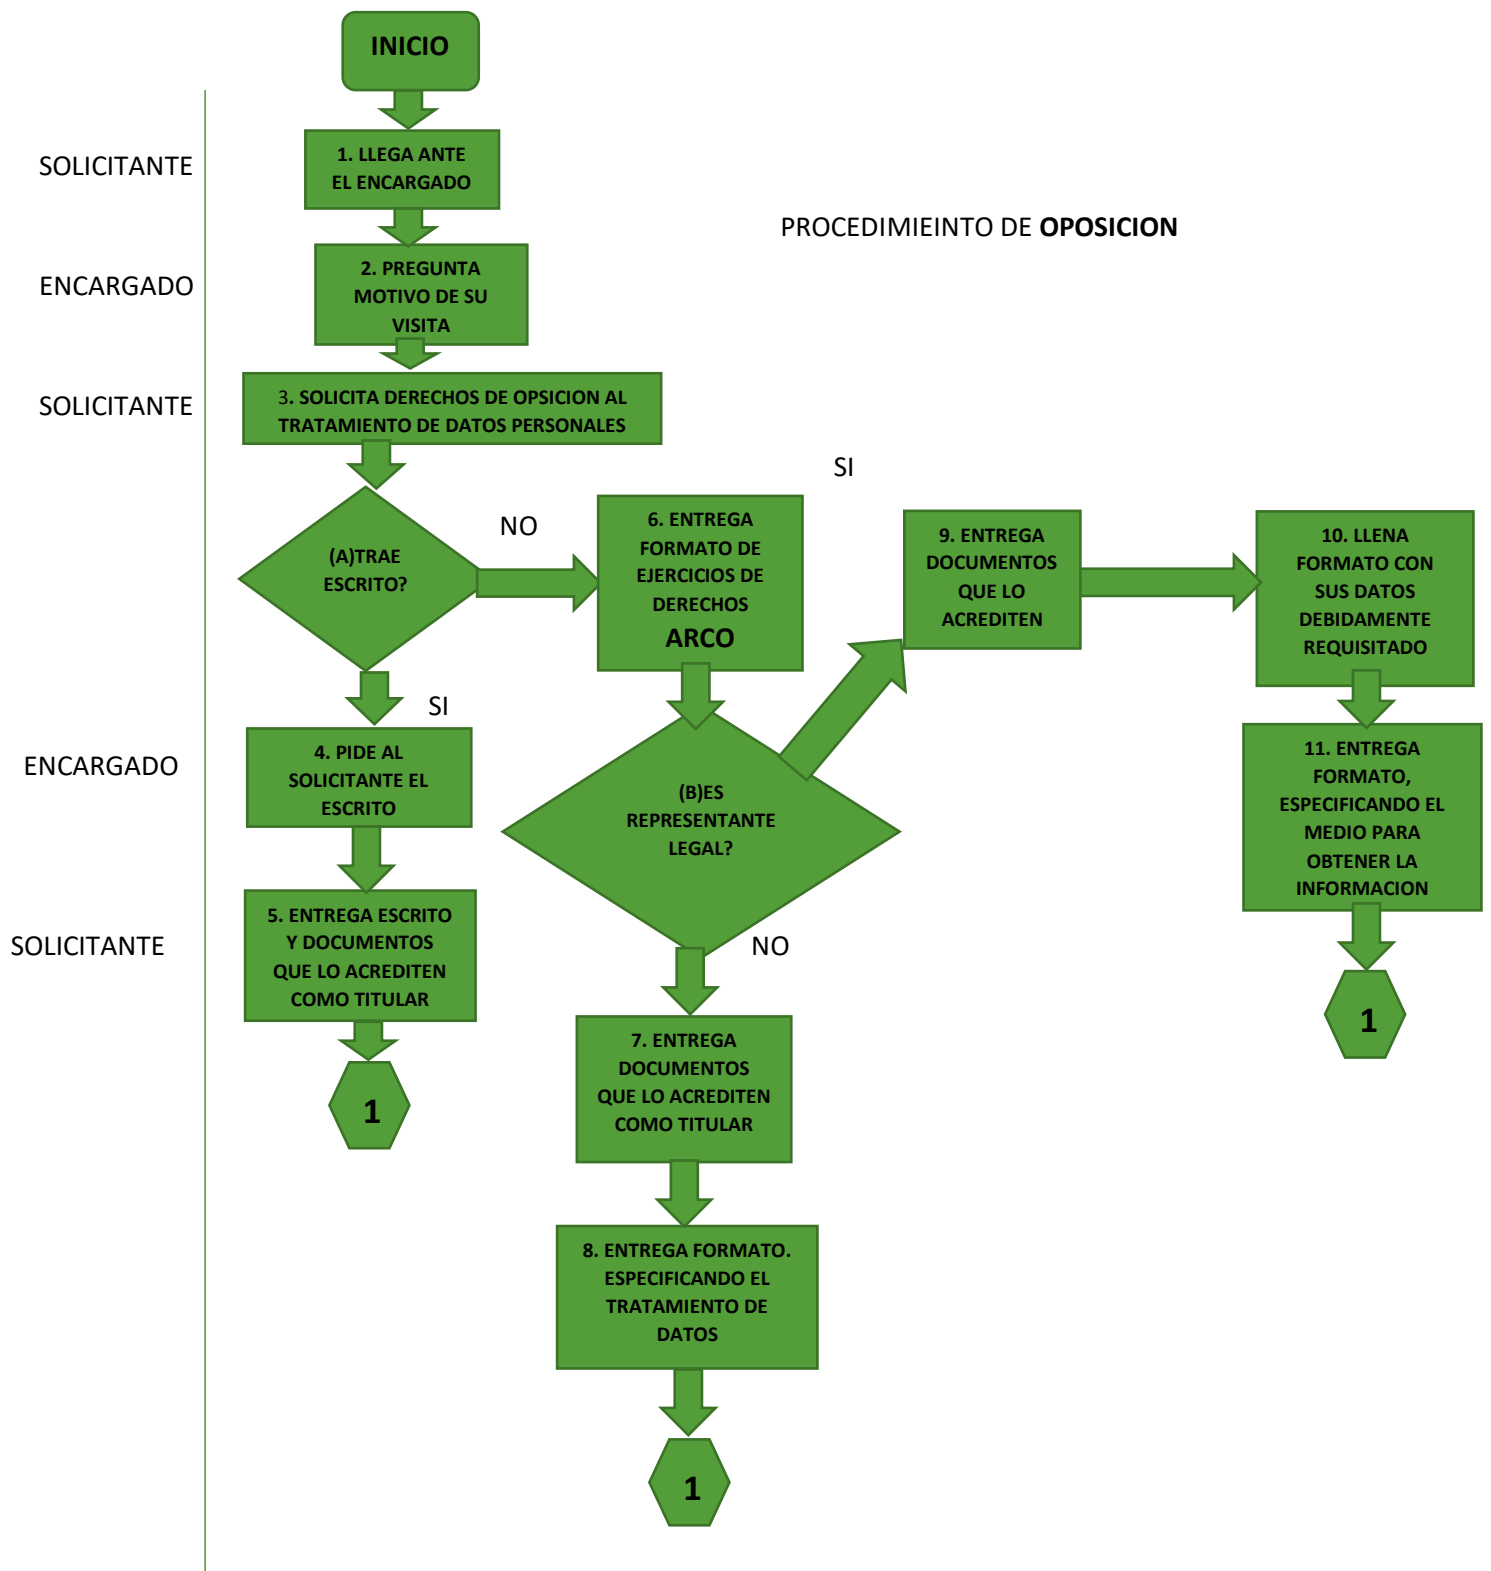 INICIO
SOLICITANTE
1. LLEGA ANTE
EL ENCARGADO
PROCEDIMIEINTO DE OPOSICION
ENCARGADO
2. PREGUNTA
MOTIVO DE SU
VISITA
SOLICITANTE
3. SOLICITA DERECHOS DE OPSICION AL
TRATAMIENTO DE DATOS PERSONALES
(A)TRAE
ESCRITO?
NO
6. ENTREGA
FORMATO DE
EJERCICIOS DE
DERECHOS
ARCO
SI
9. ENTREGA
DOCUMENTOS
QUE LO
ACREDITEN
10. LLENA
FORMATO CON
SUS DATOS
DEBIDAMENTE
REQUISITADO
SI
ENCARGADO
4. PIDE AL
SOLICITANTE EL
ESCRITO
(B)ES
REPRESENTANTE
LEGAL?
11. ENTREGA
FORMATO,
ESPECIFICANDO EL
MEDIO PARA
OBTENER LA
INFORMACION
SOLICITANTE
5. ENTREGA ESCRITO
Y DOCUMENTOS
QUE LO ACREDITEN
COMO TITULAR
NO
1
1
7. ENTREGA
DOCUMENTOS
QUE LO ACREDITEN
COMO TITULAR
8. ENTREGA FORMATO.
ESPECIFICANDO EL
TRATAMIENTO DE
DATOS
1